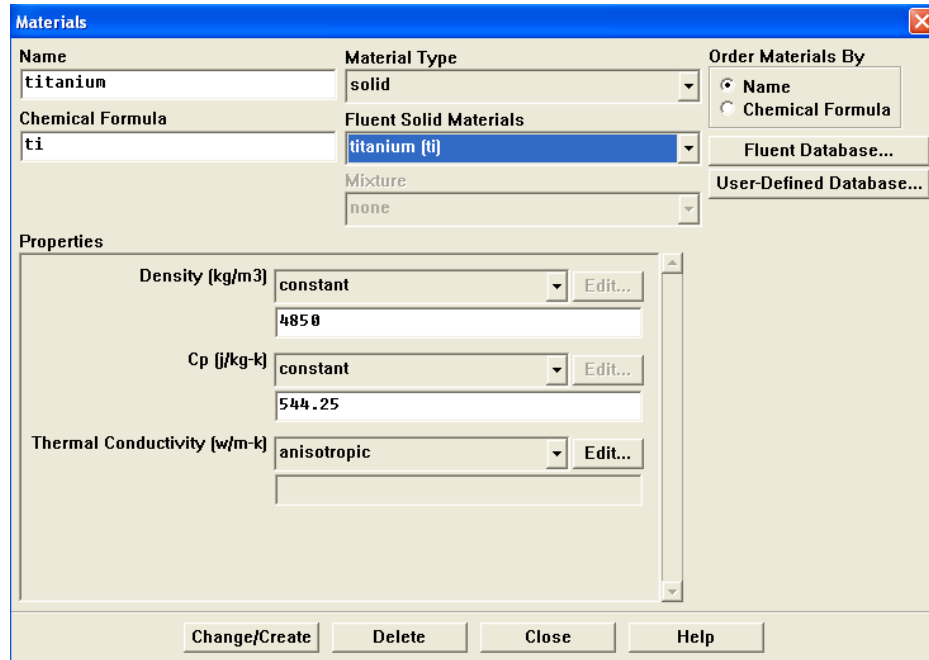 Materials
Name
titanium
Material Type
solid
Order Materials By
Name
Chemical Formula
Chemical Formula
ti
Fluent Solid Materials
titanium (ti)
Fluent Database...
Mixture
none
User-Defined Database...
Properties
Density (kg/m3) constant Edit...
4850
Cp (j/kg-k) constant Edit...
544.25
Thermal Conductivity (w/m-k) anisotropic Edit...
Change/Create Delete Close Help